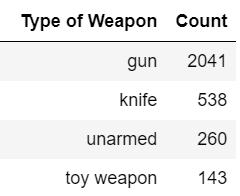 Type of Weapon Count
gun 2041
knife 538
unarmed 260
toy weapon 143